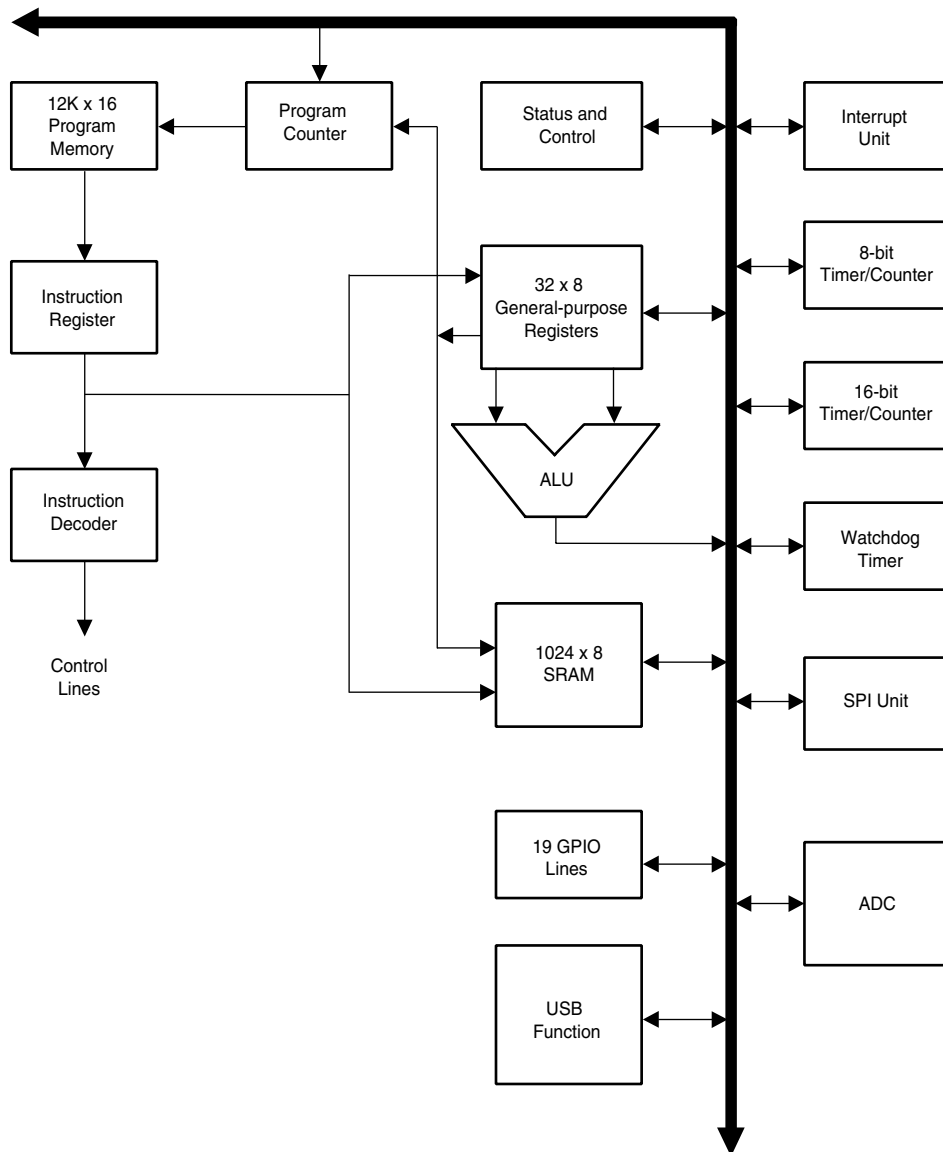 12K x 16
Program
Memory
Program
Counter
Status and
Control
Interrupt
Unit
8-bit
Timer/Counter
Instruction
Register
32 x 8
General-purpose
Registers
16-bit
Timer/Counter
ALU
Instruction
Decoder
Watchdog
Timer
Control
Lines
1024 x 8
SRAM
SPI Unit
19 GPIO
Lines
ADC
USB
Function